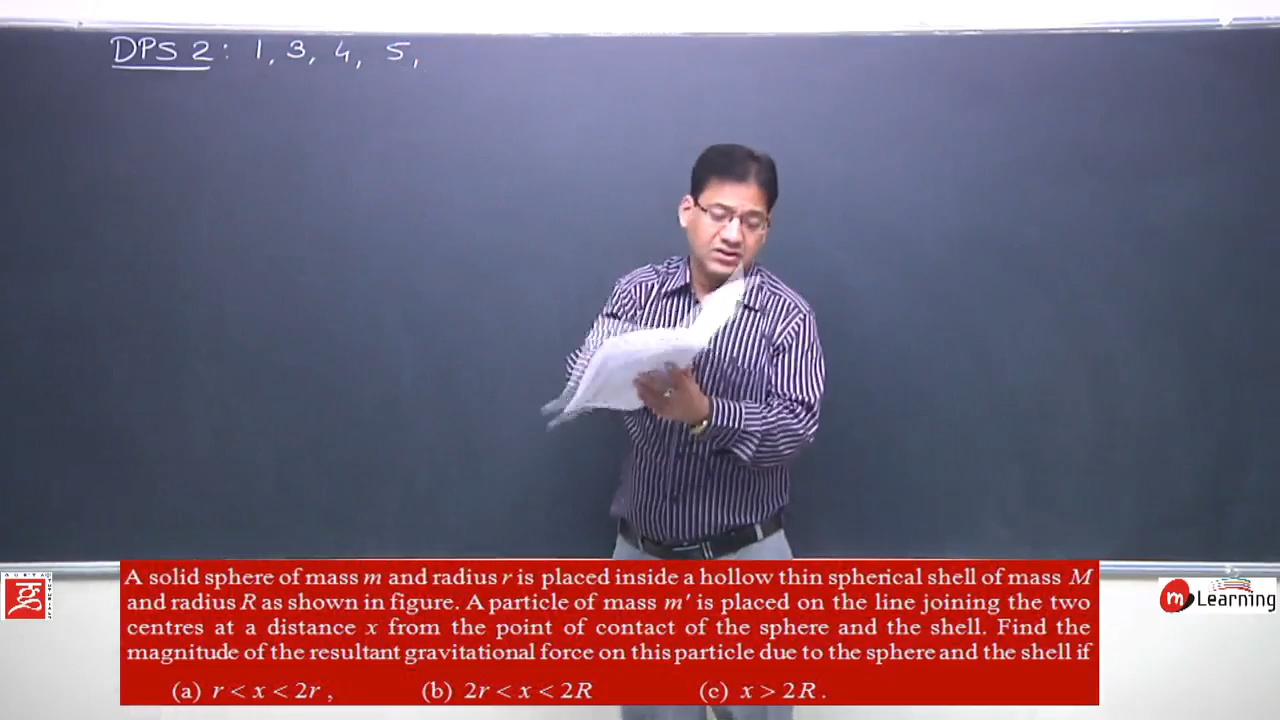 DPS 2 : 1, 3, 4, 5,
A solid sphere of mass m and radius r is placed inside a hollow thin spherical shell of mass M
and radius R as shown in figure. A particle of mass m' is placed on the line joining the two
centres at a distance x from the point of contact of the sphere and the shell. Find the
magnitude of the resultant gravitational force on this particle due to the sphere and the shell if
(a) r < x < 2r , (b) 2r < x < 2R (c) x > 2R .
m Learning